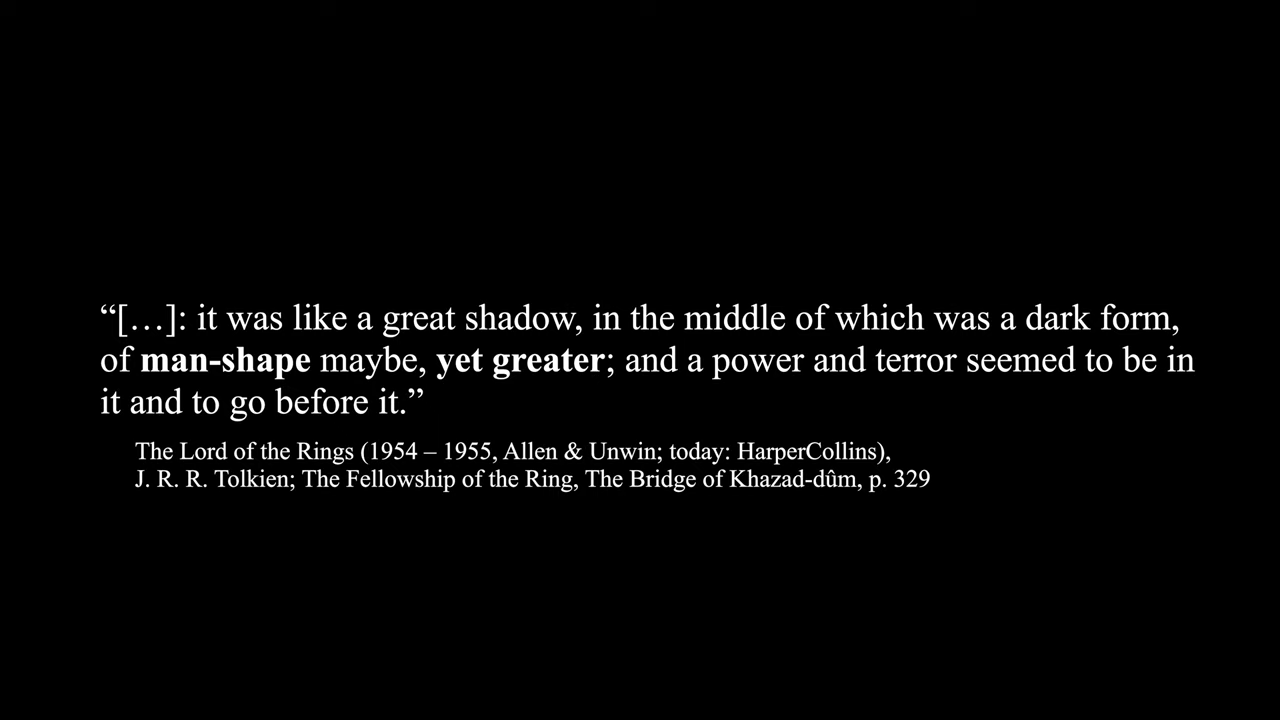 “[…]: it was like a great shadow, in the middle of which was a dark form,
of man-shape maybe, yet greater; and a power and terror seemed to be in
it and to go before it.”
The Lord of the Rings (1954 – 1955, Allen & Unwin; today: HarperCollins),
J. R. R. Tolkien; The Fellowship of the Ring, The Bridge of Khazad-dûm, p. 329